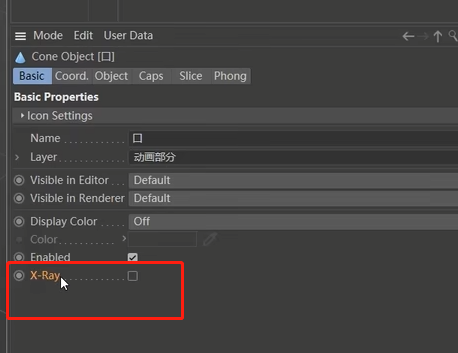 Mode Edit User Data
Cone Object [口]
Basic Coord. Object Caps Slice Phong
Basic Properties
Icon Settings
Name 口
Layer 动画部分
Visible in Editor Default
Visible in Renderer Default
Display Color Off
Color
Enabled
X-Ray